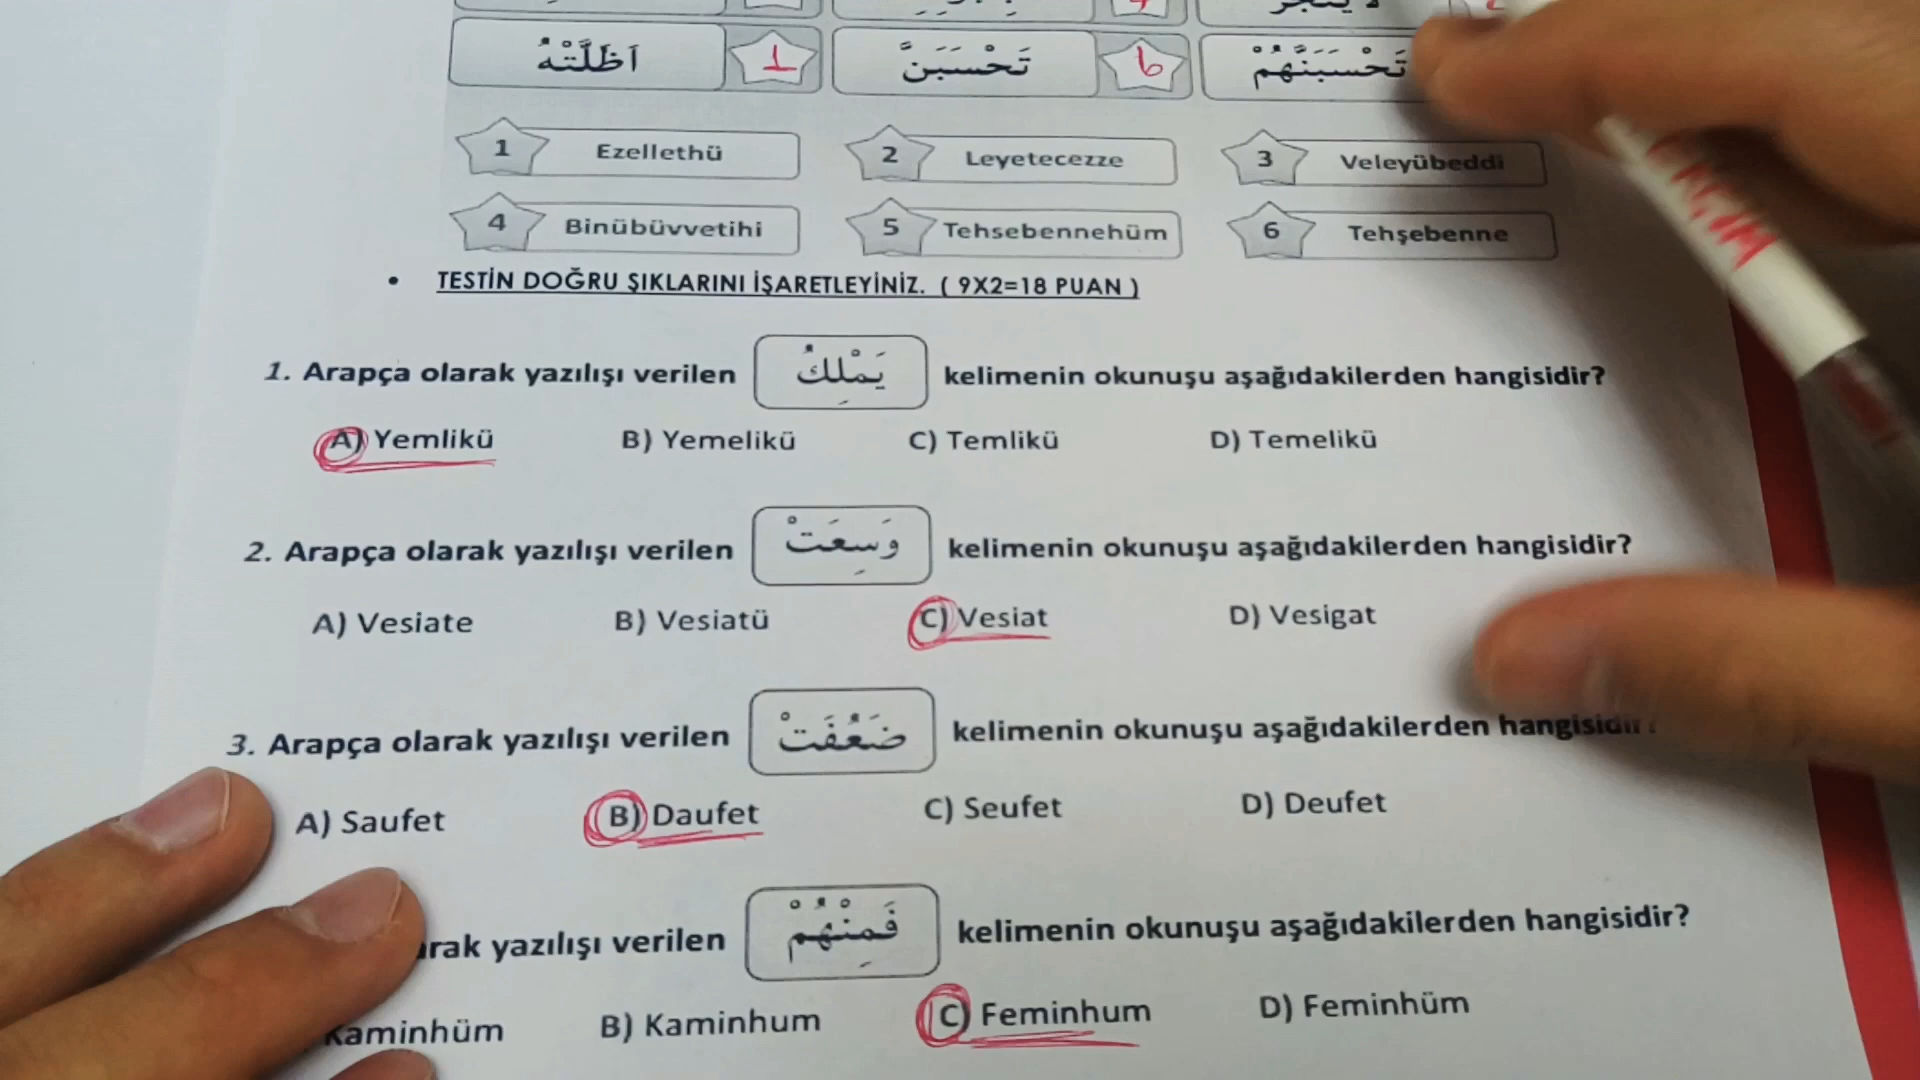 اَظَلَّتْهُ 1 تَحْسَبَنَّ 6 تَحْسَبَنَّهُمْ
1 Ezellethü 2 Leyetecezze 3 Veleyübeddi
4 Binübüvvetihi 5 Tehsebennehüm 6 Tehşebenne
• TESTİN DOĞRU ŞIKLARINI İŞARETLEYİNİZ. ( 9X2=18 PUAN )
1. Arapça olarak yazılışı verilen يَمْلِكُ kelimenin okunuşu aşağıdakilerden hangisidir?
A) Yemlikü B) Yemelikü C) Temlikü D) Temelikü
2. Arapça olarak yazılışı verilen وَسِعَتْ kelimenin okunuşu aşağıdakilerden hangisidir?
A) Vesiate B) Vesiatü C) Vesiat D) Vesigat
3. Arapça olarak yazılışı verilen ضَعُفَتْ kelimenin okunuşu aşağıdakilerden hangisidir?
A) Saufet B) Daufet C) Seufet D) Deufet
yazılışı verilen فَمِنْهُمْ kelimenin okunuşu aşağıdakilerden hangisidir?
Kaminhüm B) Kaminhum C) Feminhum D) Feminhüm